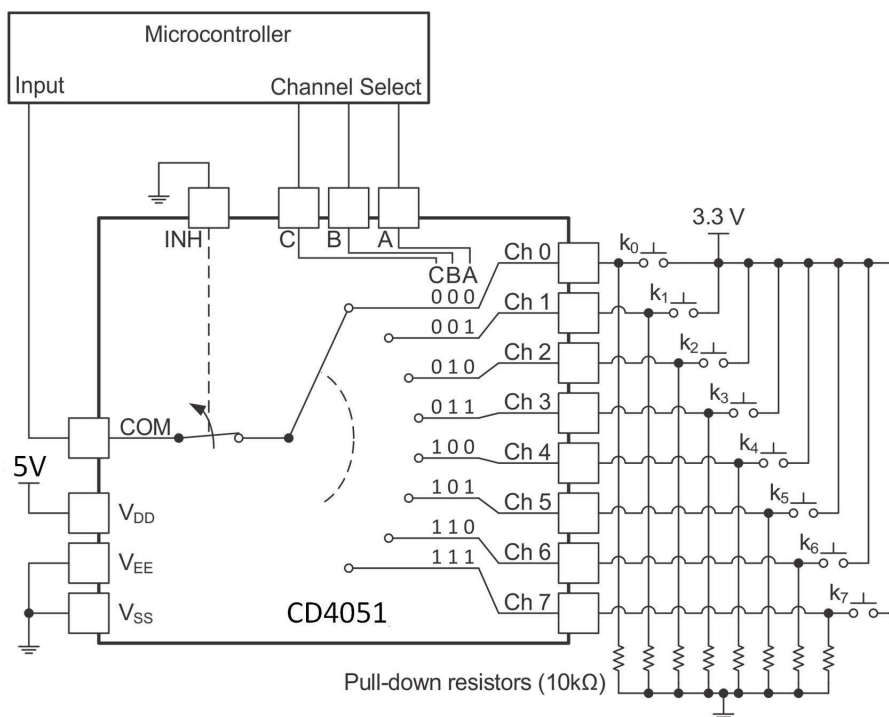 Microcontroller
Input
Channel Select
INH
C
B
A
CBA
3.3 V
k0
Ch 0
000
k1
Ch 1
001
k2
Ch 2
010
k3
Ch 3
011
k4
Ch 4
100
COM
5V
k5
Ch 5
101
VDD
k6
Ch 6
110
VEE
111
k7
Ch 7
VSS
CD4051
Pull-down resistors (10kΩ)